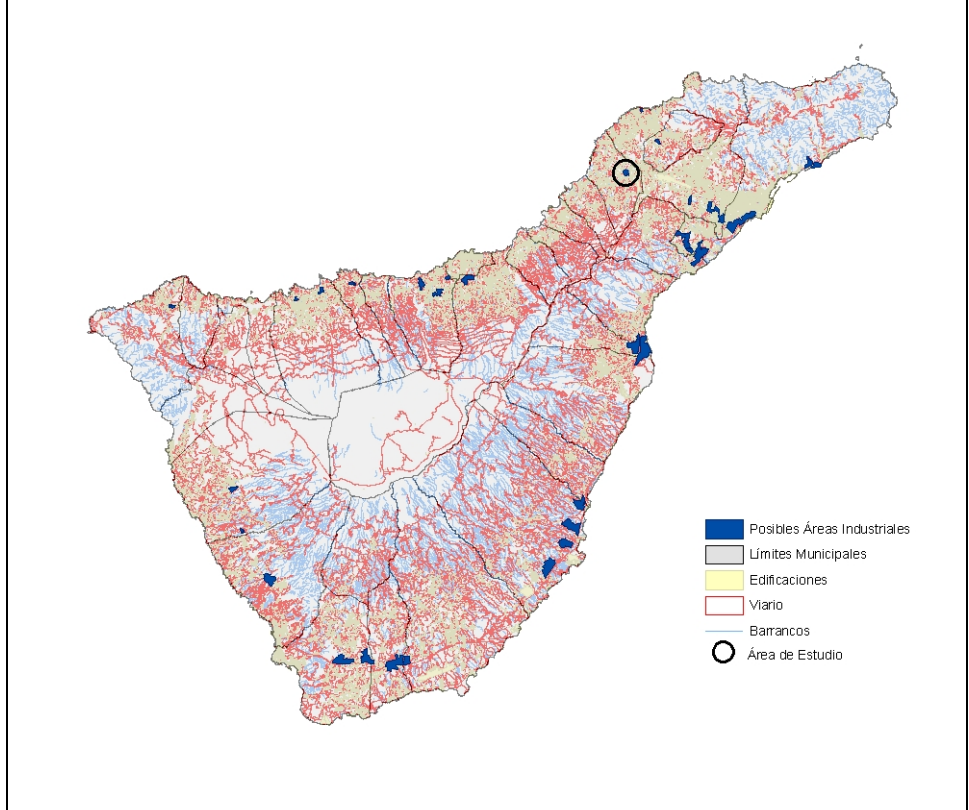 Posibles Áreas Industriales
Límites Municipales
Edificaciones
Viario
Barrancos
Área de Estudio